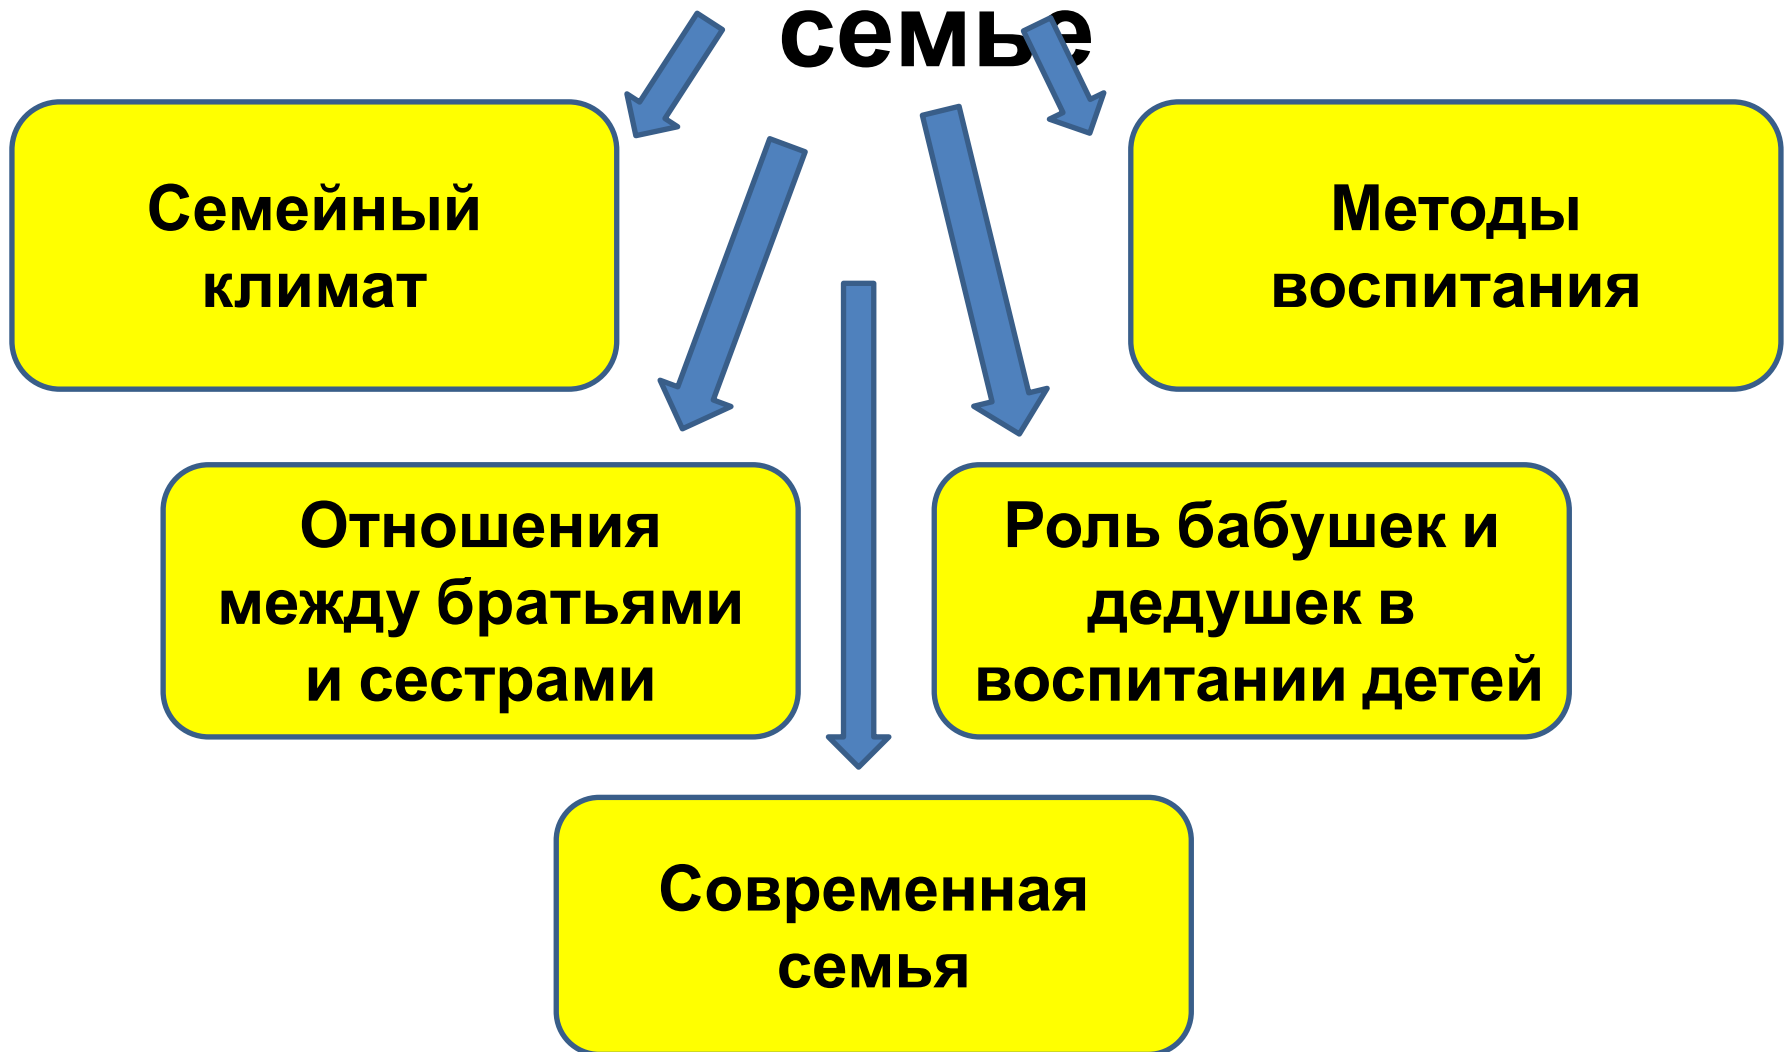 семье
Семейный
климат
Методы
воспитания
Отношения
между братьями
и сестрами
Роль бабушек и
дедушек в
воспитании детей
Современная
семья